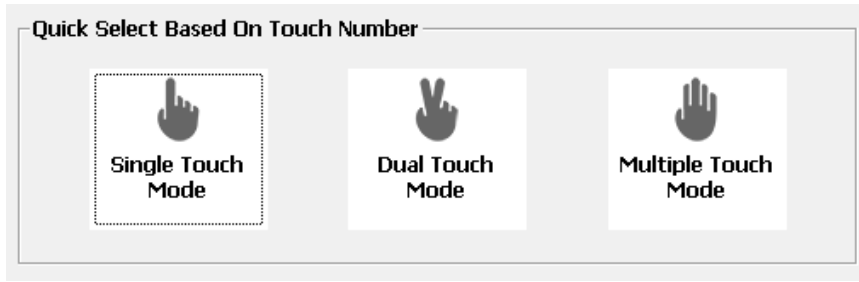 Quick Select Based On Touch Number
Single Touch
Mode
Dual Touch
Mode
Multiple Touch
Mode